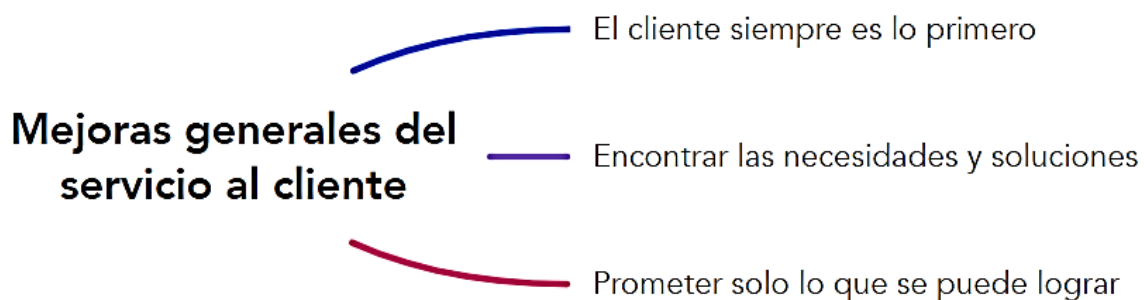 Mejoras generales del
servicio al cliente
El cliente siempre es lo primero
Encontrar las necesidades y soluciones
Prometer solo lo que se puede lograr